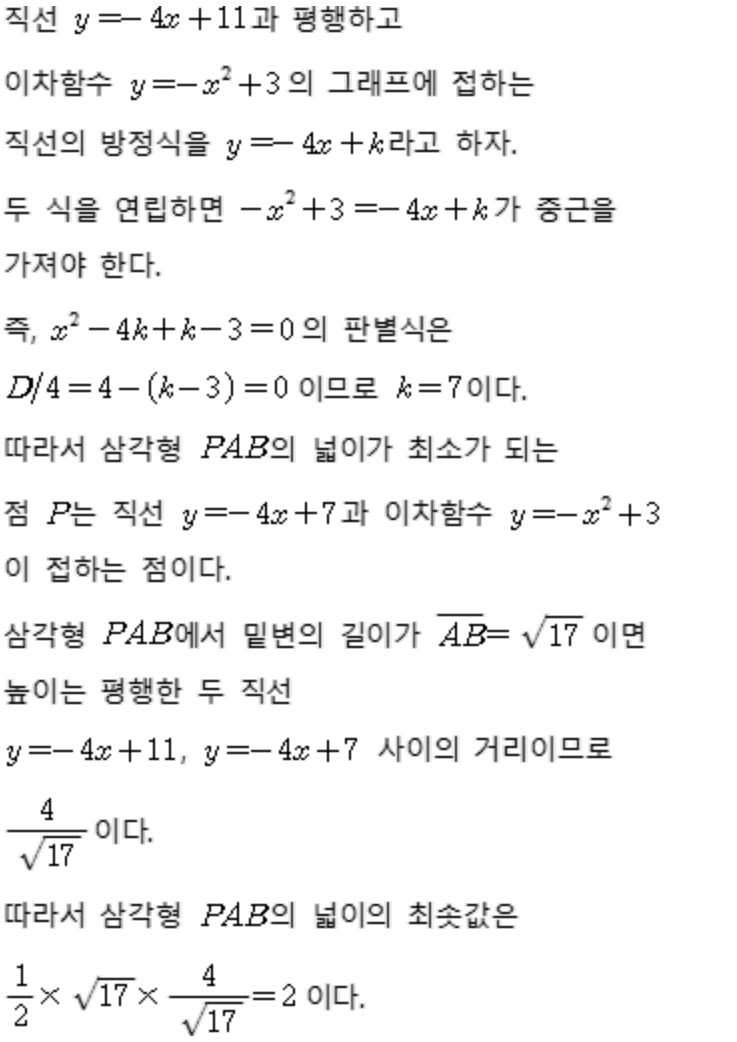 직선 y=-4x+11과 평행하고
이차함수 y=-x²+3의 그래프에 접하는
직선의 방정식을 y=-4x+k라고 하자.
두 식을 연립하면 -x²+3=-4x+k가 중근을
가져야 한다.
즉, x²-4k+k-3=0의 판별식은
D/4=4-(k-3)=0이므로 k=7이다.
따라서 삼각형 PAB의 넓이가 최소가 되는
점 P는 직선 y=-4x+7과 이차함수 y=-x²+3
이 접하는 점이다.
삼각형 PAB에서 밑변의 길이가 \overline{AB}=√17 이면
높이는 평행한 두 직선
y=-4x+11, y=-4x+7 사이의 거리이므로
4/√17 이다.
따라서 삼각형 PAB의 넓이의 최솟값은
1/2×√17×4/√17=2 이다.